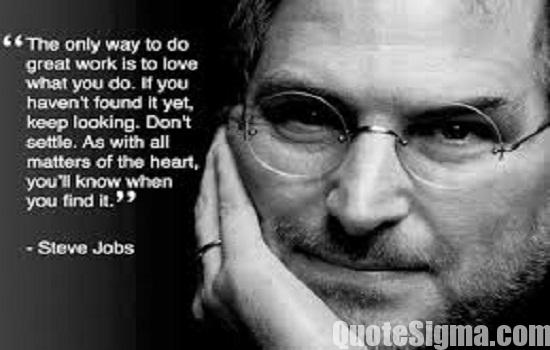 “The only way to do
great work is to love
what you do. If you
haven't found it yet,
keep looking. Don't
settle. As with all
matters of the heart,
you'll know when
you find it.”
- Steve Jobs
QuoteSigma.com